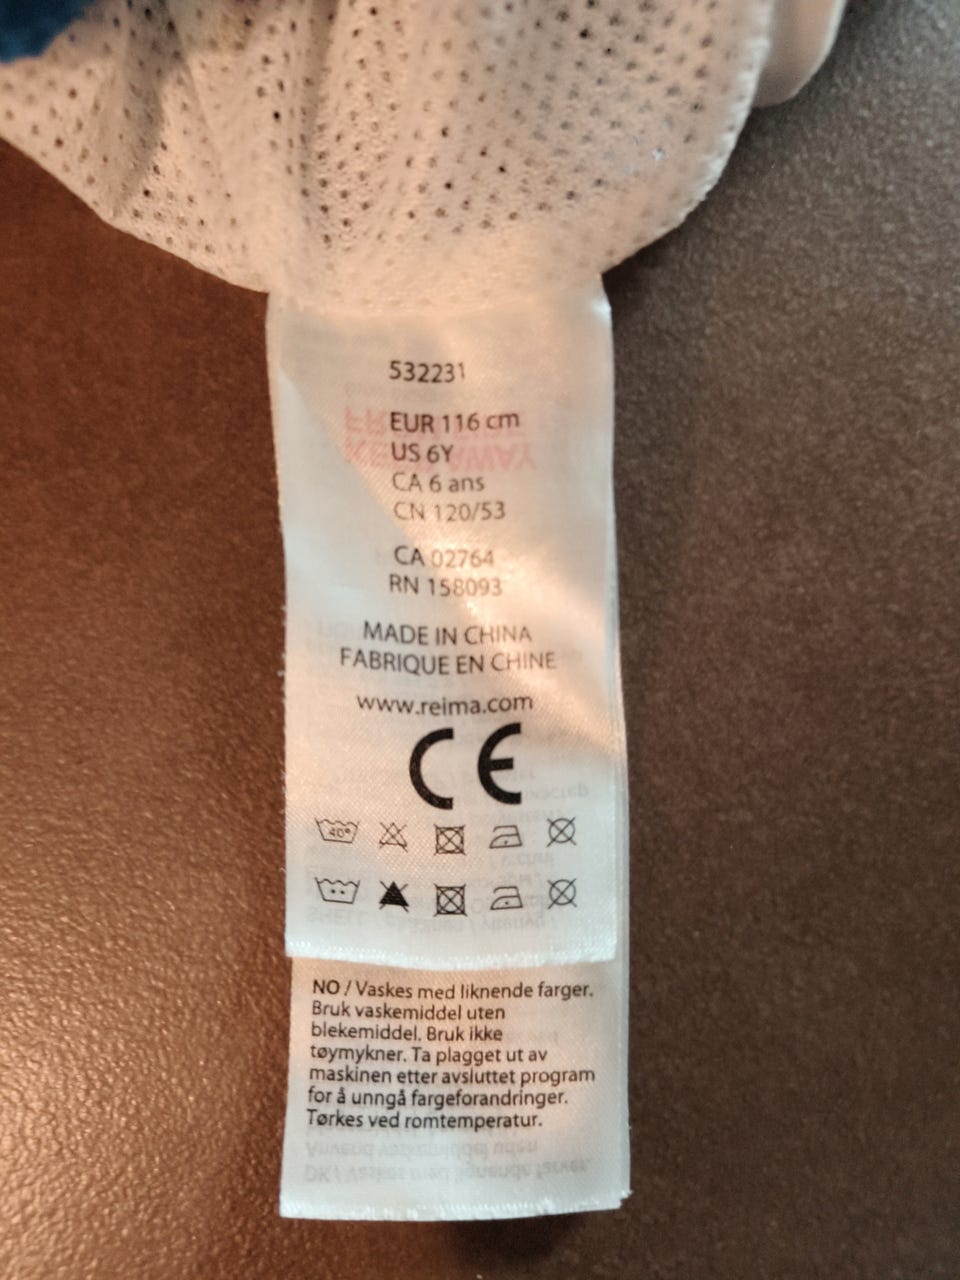 532231
EUR 116 cm
US 6Y
CA 6 ans
CN 120/53
CA 02764
RN 158093
MADE IN CHINA
FABRIQUE EN CHINE
www.reima.com
CE
40°
NO / Vaskes med liknende farger.
Bruk vaskemiddel uten
blekemiddel. Bruk ikke
tøymykner. Ta plagget ut av
maskinen etter avsluttet program
for å unngå fargeforandringer.
Tørkes ved romtemperatur.